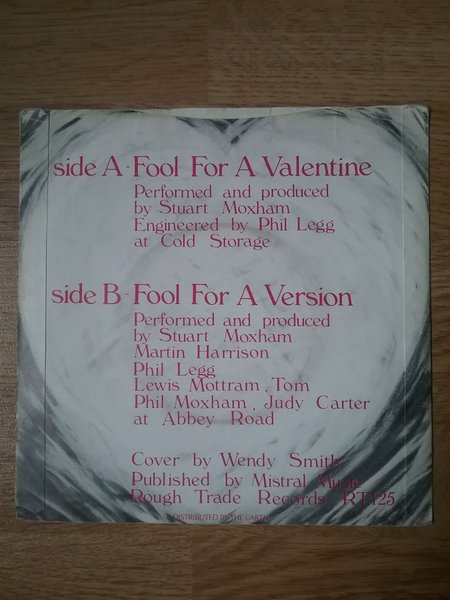 side A · Fool For A Valentine
Performed and produced
by Stuart Moxham
Engineered by Phil Legg
at Cold Storage
side B · Fool For A Version
Performed and produced
by Stuart Moxham
Martin Harrison
Phil Legg
Lewis Mottram, Tom
Phil Moxham, Judy Carter
at Abbey Road
Cover by Wendy Smith
Published by Mistral Music
Rough Trade Records RT125
DISTRIBUTED BY THE CARTEL